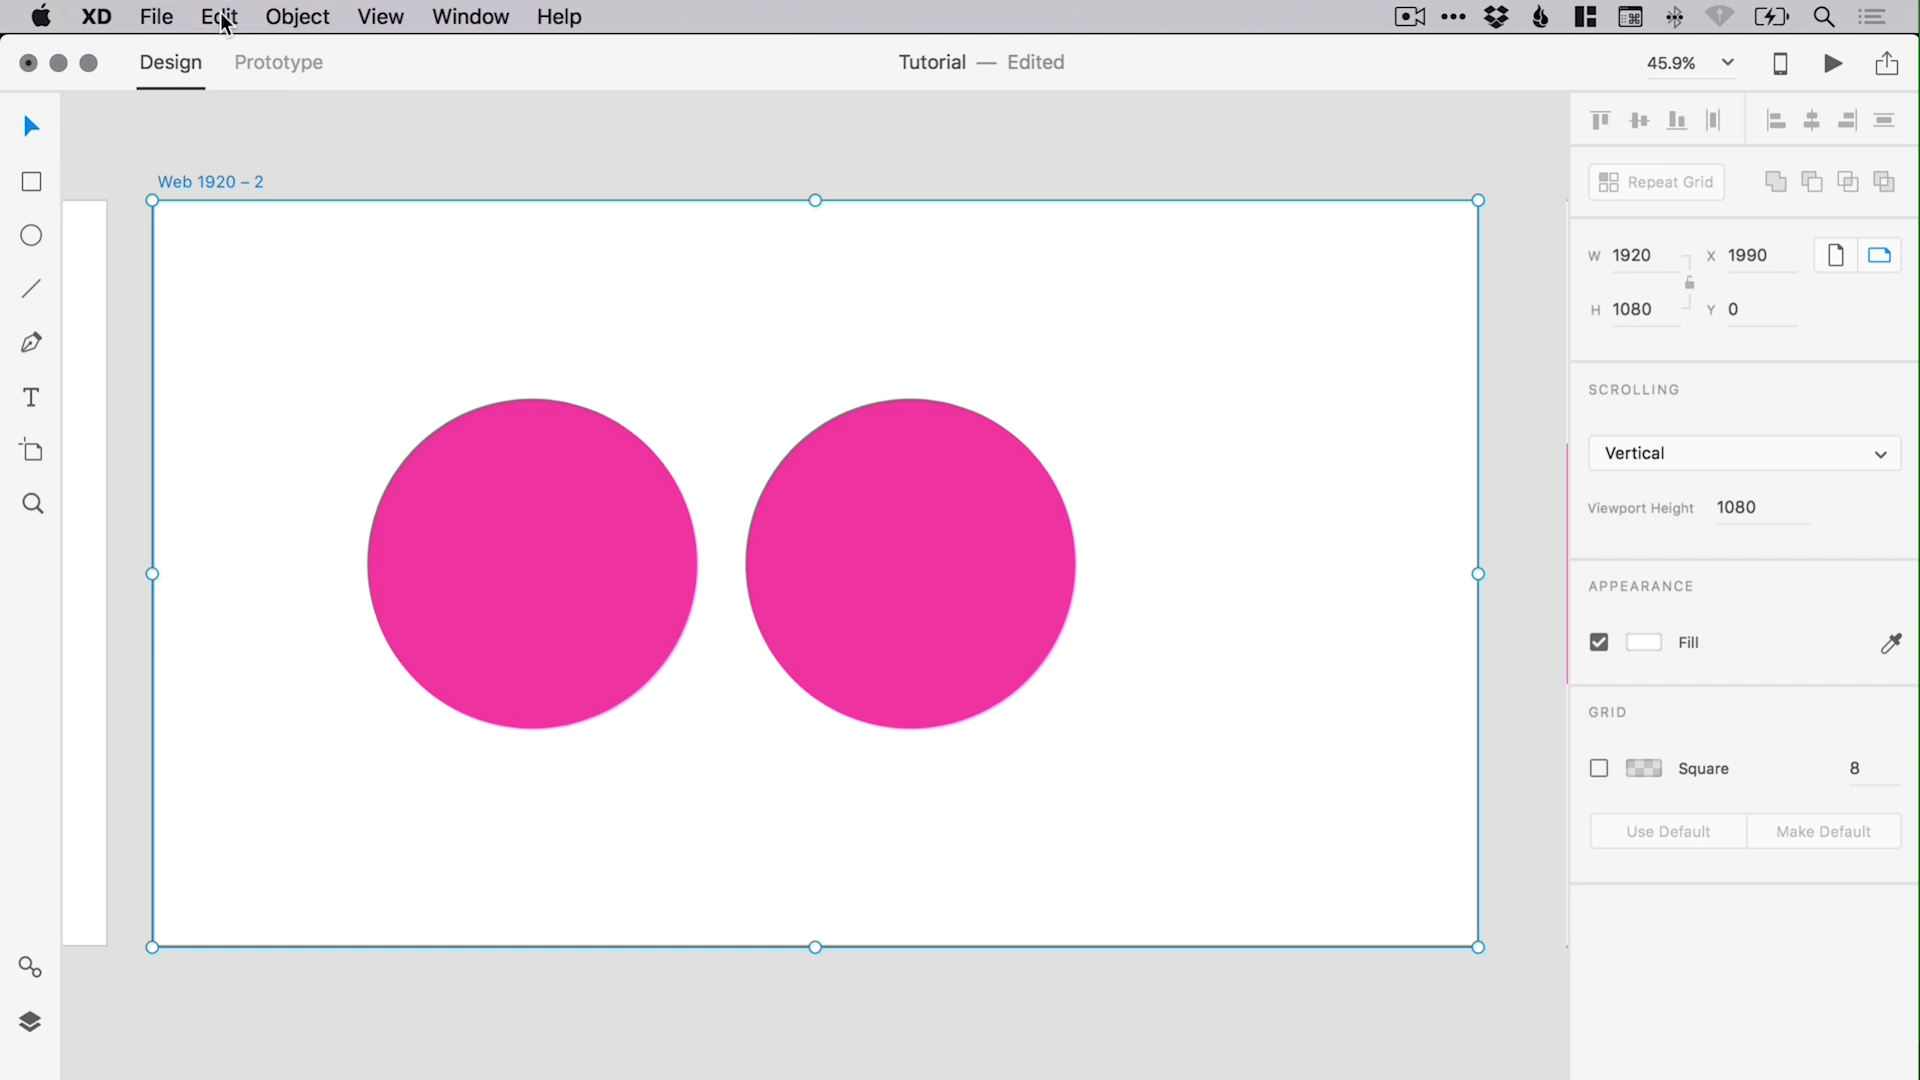 XD File Edit Object View Window Help
Design Prototype Tutorial — Edited 45.9%
Web 1920 – 2
Repeat Grid
W 1920 X 1990
H 1080 Y 0
SCROLLING
Vertical
Viewport Height 1080
APPEARANCE
Fill
GRID
Square 8
Use Default Make Default